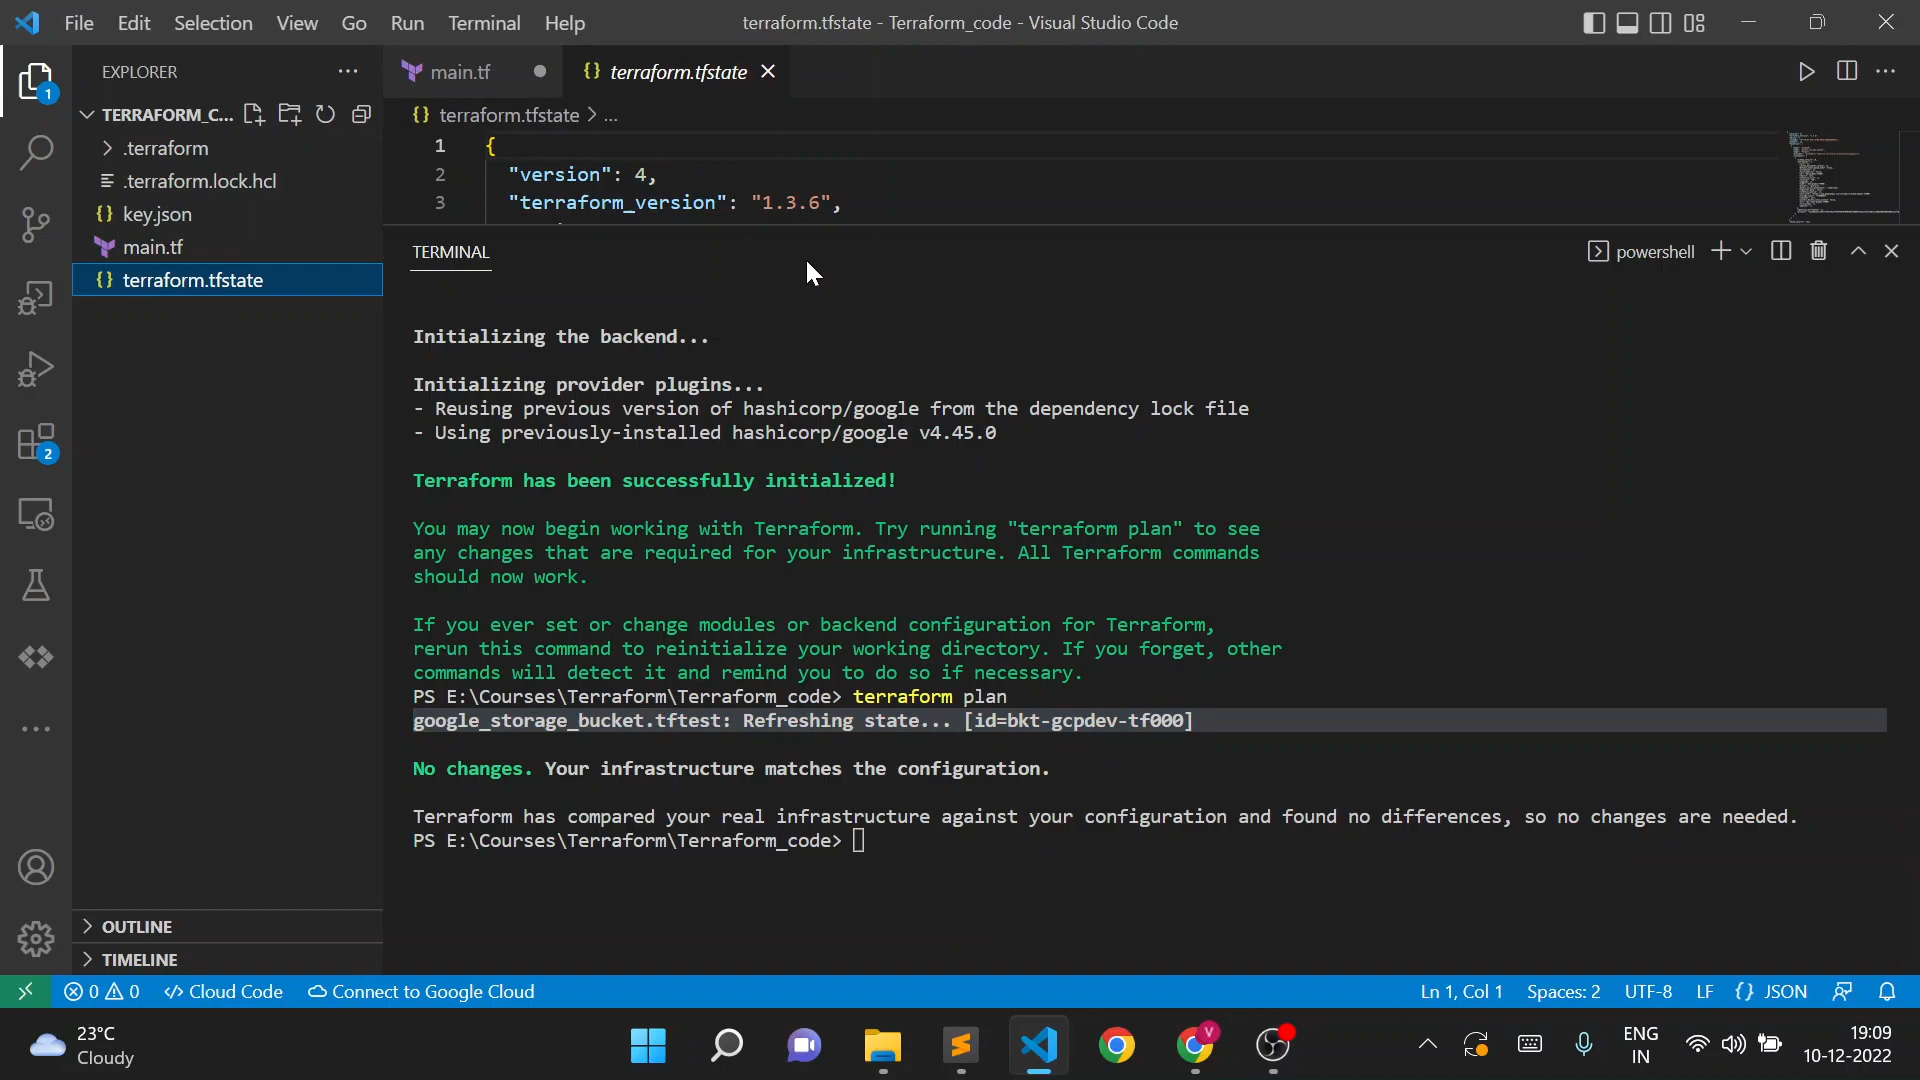 File Edit Selection View Go Run Terminal Help
terraform.tfstate - Terraform_code - Visual Studio Code
EXPLORER
main.tf
{} terraform.tfstate
TERRAFORM_C...
{} terraform.tfstate > ...
1
.terraform
1 {
.terraform.lock.hcl
2 "version": 4,
{} key.json
3 "terraform_version": "1.3.6",
main.tf
{} terraform.tfstate
TERMINAL
powershell
Initializing the backend...
Initializing provider plugins...
- Reusing previous version of hashicorp/google from the dependency lock file
- Using previously-installed hashicorp/google v4.45.0
2
Terraform has been successfully initialized!
You may now begin working with Terraform. Try running "terraform plan" to see
any changes that are required for your infrastructure. All Terraform commands
should now work.
If you ever set or change modules or backend configuration for Terraform,
rerun this command to reinitialize your working directory. If you forget, other
commands will detect it and remind you to do so if necessary.
PS E:\Courses\Terraform\Terraform_code> terraform plan
google_storage_bucket.tftest: Refreshing state... [id=bkt-gcpdev-tf000]
No changes. Your infrastructure matches the configuration.
Terraform has compared your real infrastructure against your configuration and found no differences, so no changes are needed.
PS E:\Courses\Terraform\Terraform_code>
OUTLINE
TIMELINE
0 0 Cloud Code Connect to Google Cloud
Ln 1, Col 1 Spaces: 2 UTF-8 LF {} JSON
23°C
Cloudy
V
ENG
IN
19:09
10-12-2022